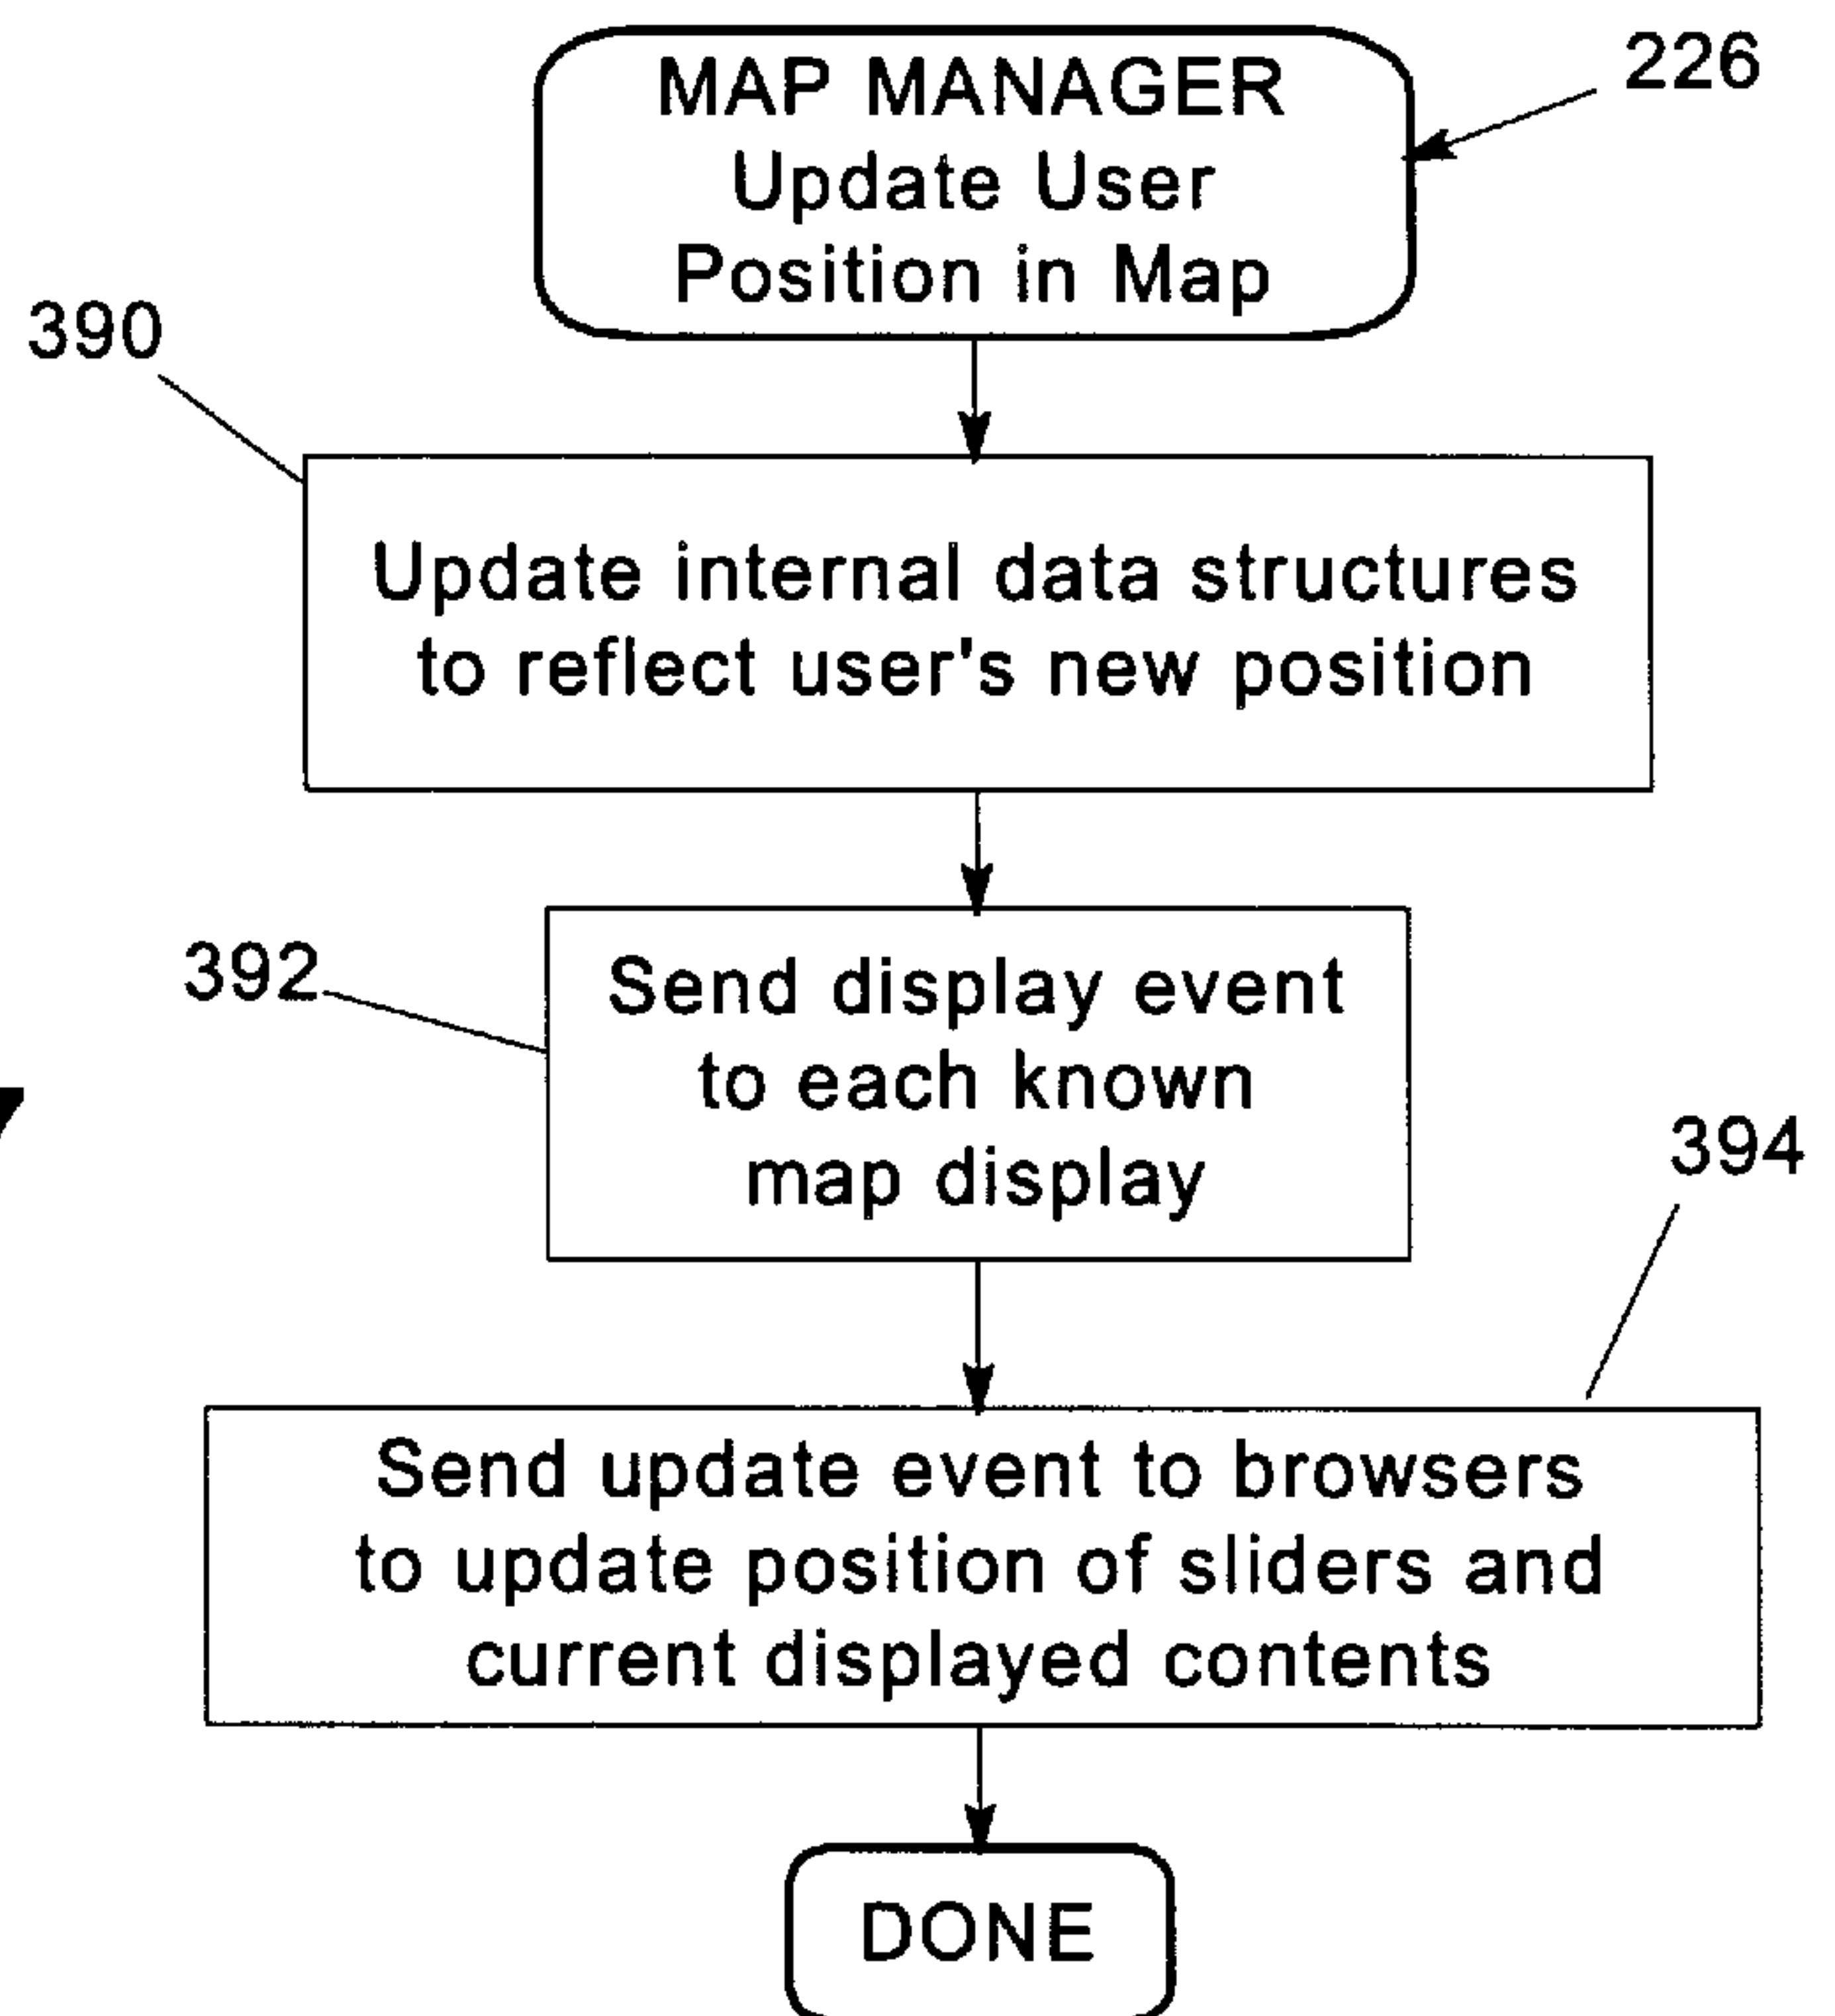 MAP MANAGER
Update User
Position in Map
226
390
Update internal data structures
to reflect user's new position
392
Send display event
to each known
map display
394
Send update event to browsers
to update position of sliders and
current displayed contents
DONE